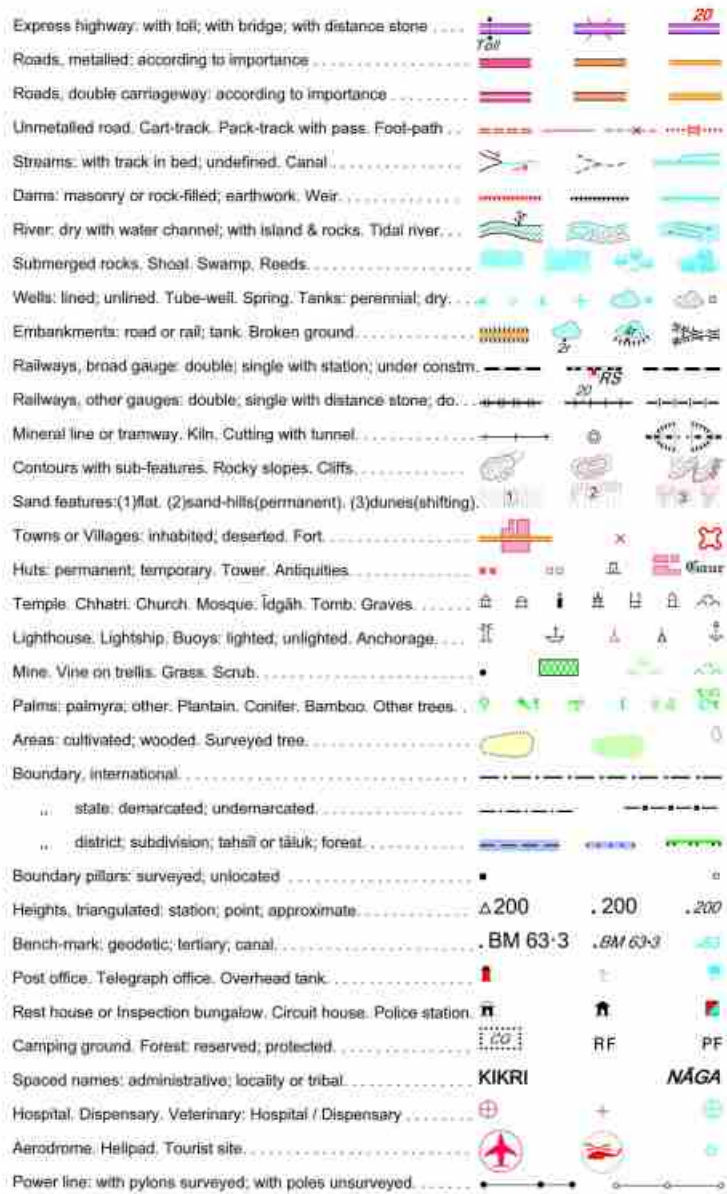 Express highway: with toll; with bridge; with distance stone . . . . 20
Toll
Roads, metalled: according to importance . . . . . . . . . . . . . . .
Roads, double carriageway: according to importance . . . . . . . . .
Unmetalled road. Cart-track. Pack-track with pass. Foot-path . .
Streams: with track in bed; undefined. Canal . . . . . . . . . . . . .
Dams: masonry or rock-filled; earthwork. Weir. . . . . . . . . . . . .
River: dry with water channel; with island & rocks. Tidal river. . . 3r
Submerged rocks. Shoal. Swamp. Reeds. . . . . . . . . . . . . . . .
Wells: lined; unlined. Tube-well. Spring. Tanks: perennial; dry. . .
Embankments: road or rail; tank. Broken ground. . . . . . . . . . . 2r 4r 3r
Railways, broad gauge: double; single with station; under constrn. RS
Railways, other gauges: double; single with distance stone; do. . . 20
Mineral line or tramway. Kiln. Cutting with tunnel. . . . . . . . . . .
Contours with sub-features. Rocky slopes. Cliffs. . . . . . . . . . .
Sand features:(1)flat. (2)sand-hills(permanent). (3)dunes(shifting). 1 2 3
Towns or Villages: inhabited; deserted. Fort. . . . . . . . . . . . . .
Huts: permanent; temporary. Tower. Antiquities. . . . . . . . . . . . Gaur
Temple. Chhatri. Church. Mosque. Īdgāh. Tomb. Graves. . . . . . .
Lighthouse. Lightship. Buoys: lighted; unlighted. Anchorage. . . .
Mine. Vine on trellis. Grass. Scrub. . . . . . . . . . . . . . . . . . .
Palms: palmyra; other. Plantain. Conifer. Bamboo. Other trees. . .
Areas: cultivated; wooded. Surveyed tree. . . . . . . . . . . . . . .
Boundary, international. . . . . . . . . . . . . . . . . . . . . . . . . .
„ state: demarcated; undemarcated. . . . . . . . . . . . . . . .
„ district; subdivision; tahsīl or tāluk; forest. . . . . . . . . . . .
Boundary pillars: surveyed; unlocated . . . . . . . . . . . . . . . . .
Heights, triangulated: station; point; approximate. . . . . . . . . . . △200 .200 .200
Bench-mark: geodetic; tertiary; canal. . . . . . . . . . . . . . . . . . .BM 63·3 .BM 63·3 .63
Post office. Telegraph office. Overhead tank. . . . . . . . . . . . . .
Rest house or Inspection bungalow. Circuit house. Police station.
Camping ground. Forest: reserved; protected. . . . . . . . . . . . . CG RF PF
Spaced names: administrative; locality or tribal. . . . . . . . . . . . KIKRI NĀGA
Hospital. Dispensary. Veterinary: Hospital / Dispensary . . . . . . .
Aerodrome. Helipad. Tourist site. . . . . . . . . . . . . . . . . . . . .
Power line: with pylons surveyed; with poles unsurveyed. . . . . . .